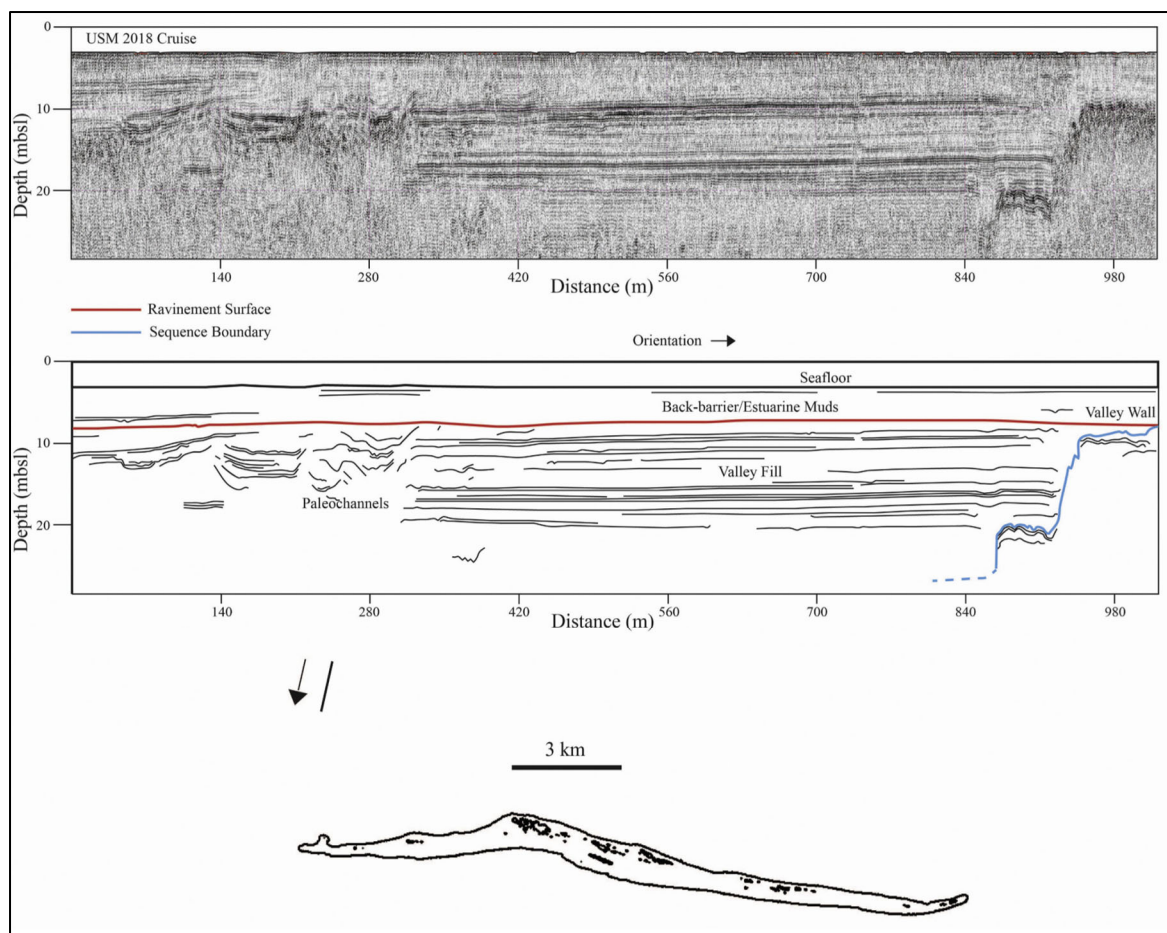 0
USM 2018 Cruise
10
20
Depth (mbsl)
140 280 420 560 700 840 980
Distance (m)
Ravinement Surface
Sequence Boundary
Orientation
0
Seafloor
Back-barrier/Estuarine Muds
Valley Wall
10
Valley Fill
Paleochannels
20
Depth (mbsl)
140 280 420 560 700 840 980
Distance (m)
3 km